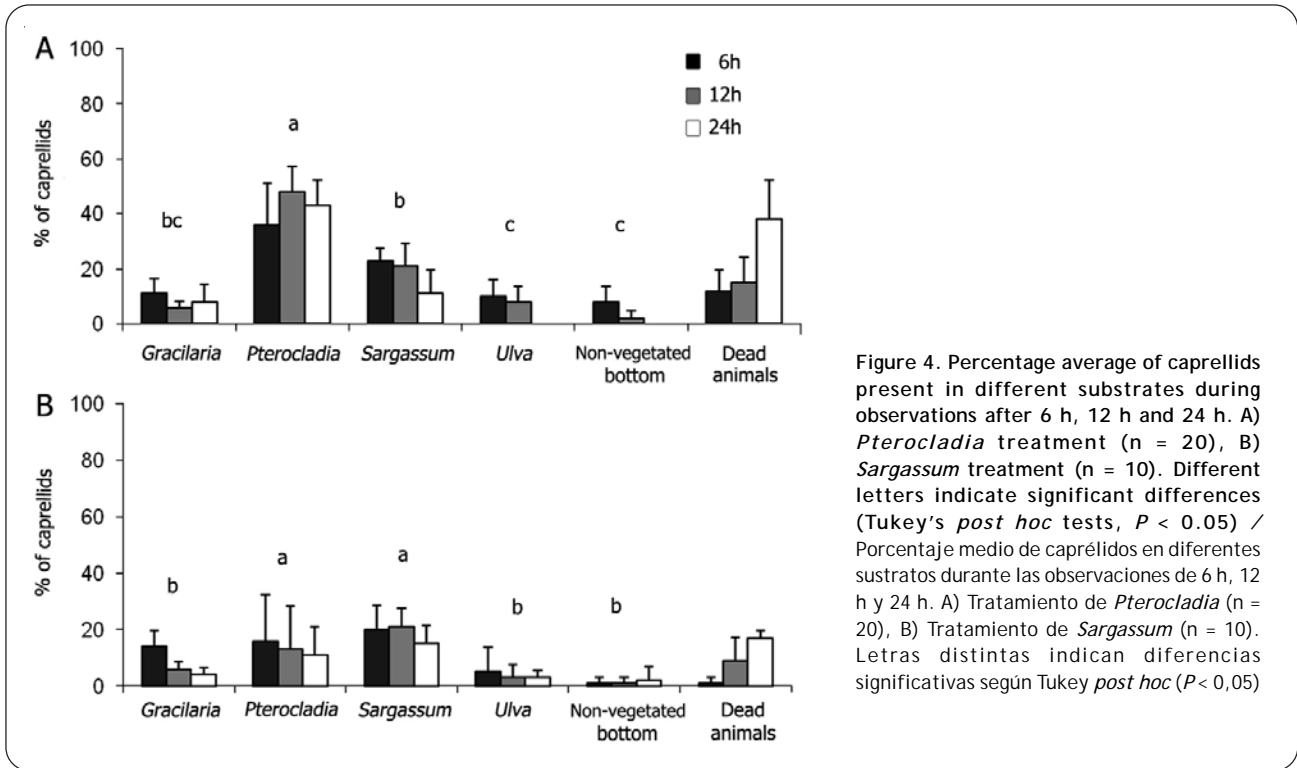 A
100
80
60
40
20
0
% of caprellids
6h
12h
24h
bc
a
b
c
c
Gracilaria
Pterocladia
Sargassum
Ulva
Non-vegetated
bottom
Dead
animals
B
100
80
60
40
20
0
% of caprellids
b
a
a
b
b
Gracilaria
Pterocladia
Sargassum
Ulva
Non-vegetated
bottom
Dead
animals
Figure 4. Percentage average of caprellids
present in different substrates during
observations after 6 h, 12 h and 24 h. A)
Pterocladia treatment (n = 20), B)
Sargassum treatment (n = 10). Different
letters indicate significant differences
(Tukey's post hoc tests, P < 0.05) /
Porcentaje medio de caprélidos en diferentes
sustratos durante las observaciones de 6 h, 12
h y 24 h. A) Tratamiento de Pterocladia (n =
20), B) Tratamiento de Sargassum (n = 10).
Letras distintas indican diferencias
significativas según Tukey post hoc (P < 0,05)